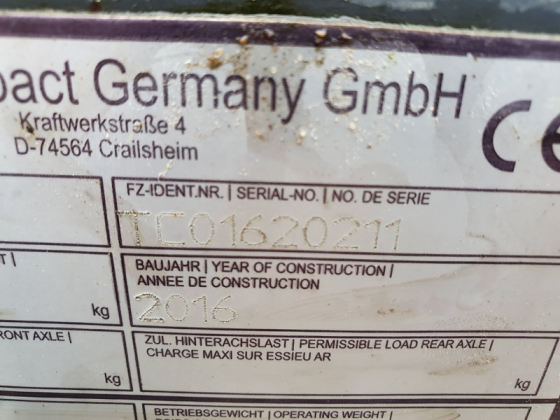 pact Germany GmbH
Kraftwerkstraße 4
D-74564 Crailsheim
CE
FZ-IDENT.NR. | SERIAL-NO. | NO. DE SERIE
TC01620211
BAUJAHR | YEAR OF CONSTRUCTION |
ANNEE DE CONSTRUCTION
kg
2016
RONT AXLE |
ZUL. HINTERACHSLAST | PERMISSIBLE LOAD REAR AXLE |
CHARGE MAXI SUR ESSIEU AR
kg
kg
BETRIEBSGEWICHT | OPERATING WEIGHT |